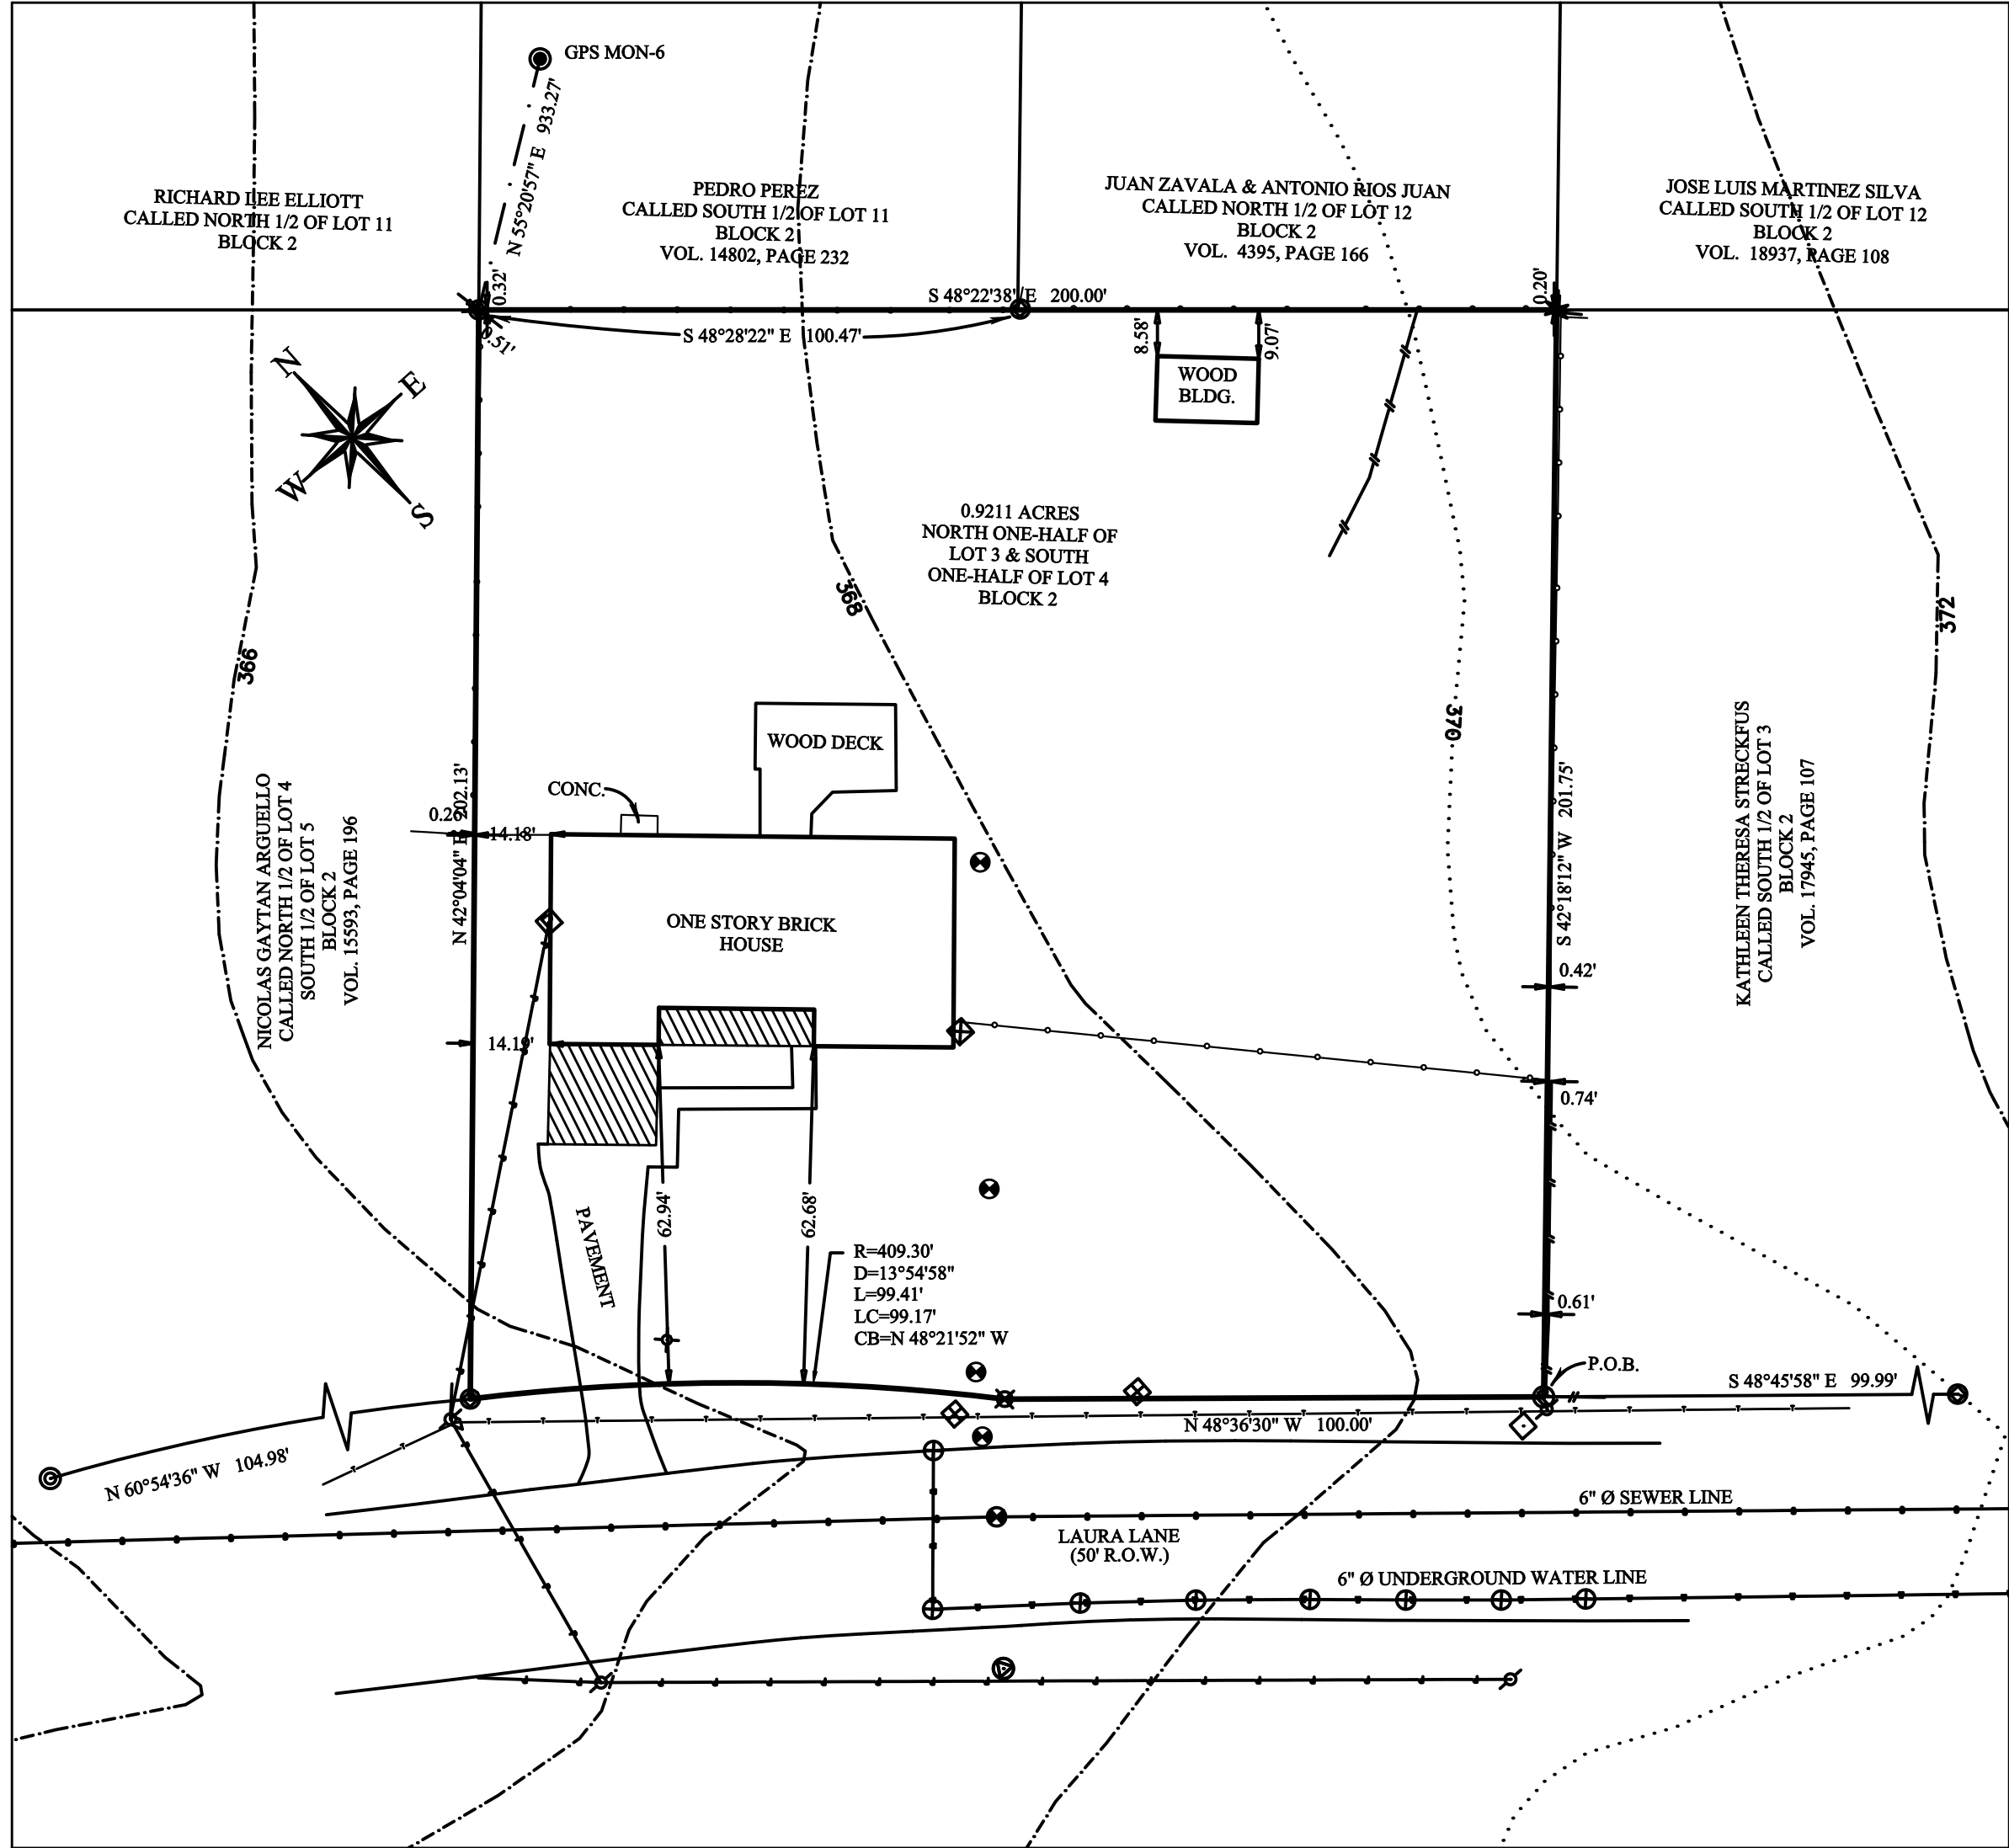 GPS MON-6
N 55°20'57" E 933.27'
RICHARD LEE ELLIOTT
CALLED NORTH 1/2 OF LOT 11
BLOCK 2
PEDRO PEREZ
CALLED SOUTH 1/2 OF LOT 11
BLOCK 2
VOL. 14802, PAGE 232
JUAN ZAVALA & ANTONIO RIOS JUAN
CALLED NORTH 1/2 OF LOT 12
BLOCK 2
VOL. 4395, PAGE 166
JOSE LUIS MARTINEZ SILVA
CALLED SOUTH 1/2 OF LOT 12
BLOCK 2
VOL. 18937, PAGE 108
0.32'
S 48°22'38" E 200.00'
0.20'
0.51'
S 48°28'22" E 100.47'
8.58'
9.07'
WOOD
BLDG.
N
E
W
S
0.9211 ACRES
NORTH ONE-HALF OF
LOT 3 & SOUTH
ONE-HALF OF LOT 4
BLOCK 2
366
368
370
372
NICOLAS GAYTAN ARGUELLO
CALLED NORTH 1/2 OF LOT 4
SOUTH 1/2 OF LOT 5
BLOCK 2
VOL. 15593, PAGE 196
N 42°04'04" E 202.13'
WOOD DECK
CONC.
0.26'
14.18'
ONE STORY BRICK
HOUSE
14.19'
S 42°18'12" W 201.75'
KATHLEEN THERESA STRECKFUS
CALLED SOUTH 1/2 OF LOT 3
BLOCK 2
VOL. 17945, PAGE 107
0.42'
0.74'
0.61'
PAVEMENT
62.94'
62.68'
R=409.30'
D=13°54'58"
L=99.41'
LC=99.17'
CB=N 48°21'52" W
P.O.B.
S 48°45'58" E 99.99'
N 48°36'30" W 100.00'
N 60°54'36" W 104.98'
6" Ø SEWER LINE
LAURA LANE
(50' R.O.W.)
6" Ø UNDERGROUND WATER LINE